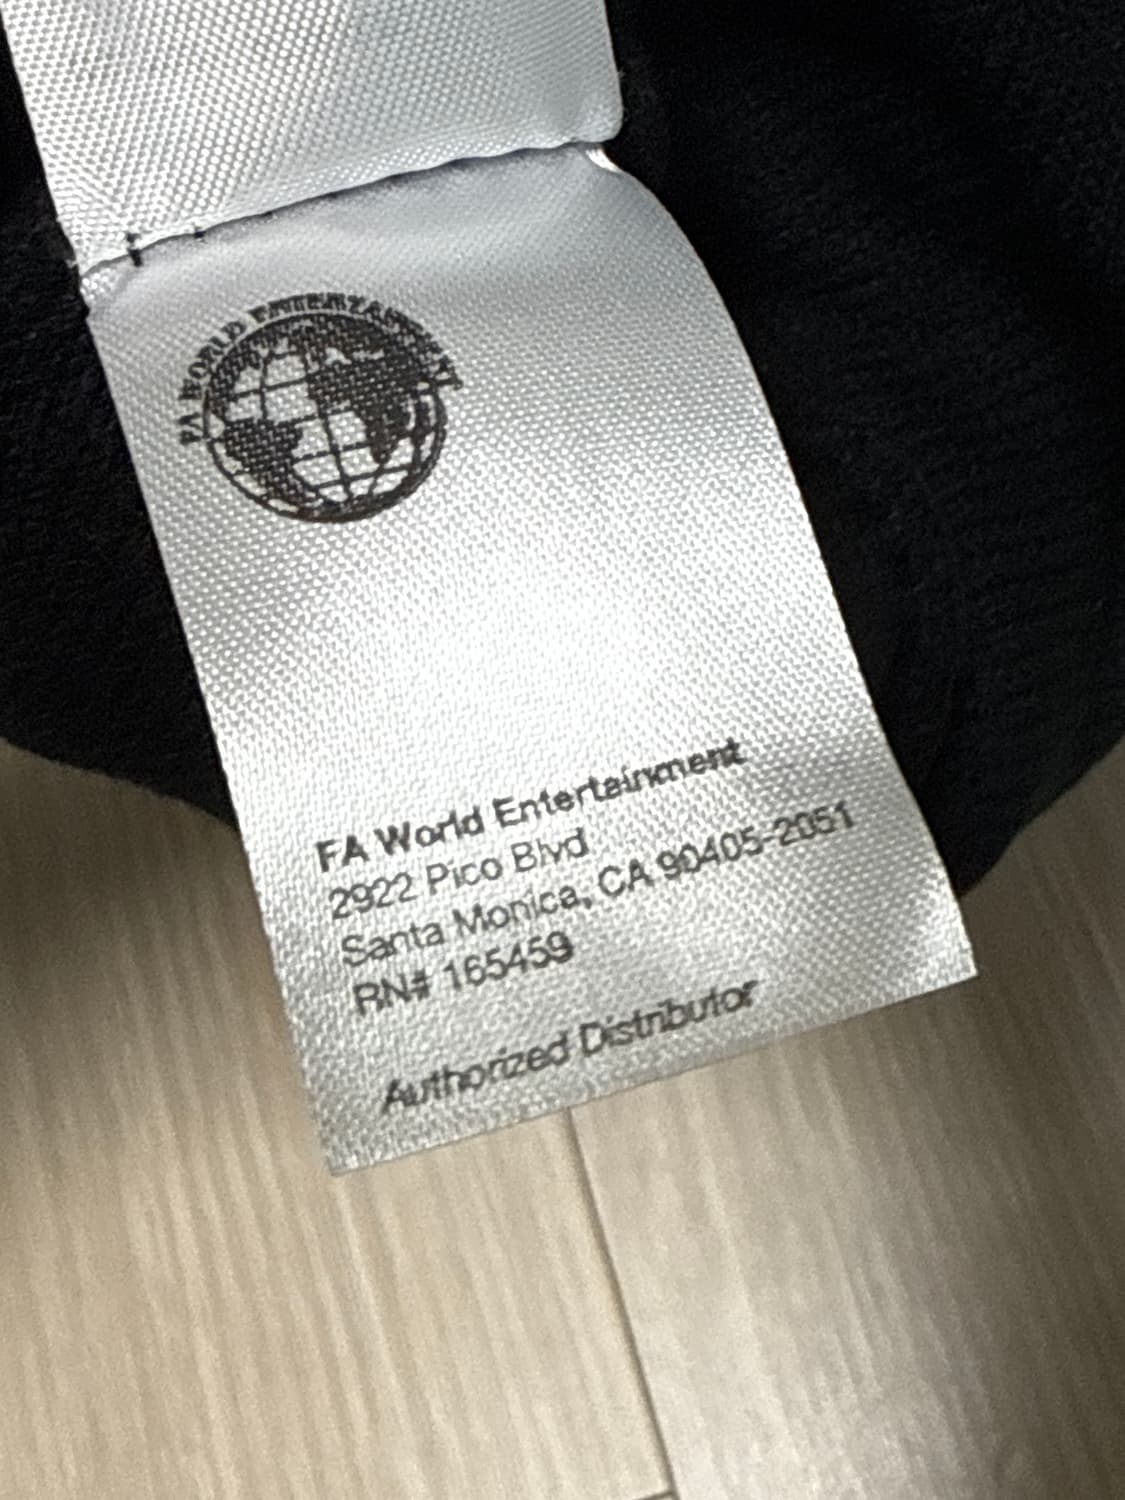 FA WORLD ENTERTAINMENT
FA World Entertainment
2922 Pico Blvd
Santa Monica, CA 90405-2051
RN# 165459
Authorized Distributor